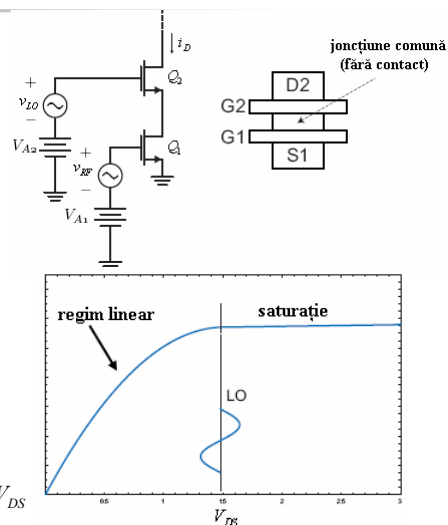 i_D
joncțiune comună
(fără contact)
+
v_LO
−
Q_2
V_A2
+
v_RF
−
Q_1
V_A1
D2
G2
G1
S1
regim linear
saturație
LO
V_DS
0.5 1 1.5 2 2.5 3
V_DS